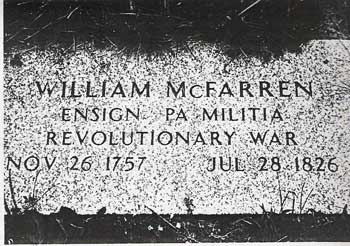 WILLIAM McFARREN
ENSIGN PA MILITIA
REVOLUTIONARY WAR
NOV 26 1757 JUL 28 1826